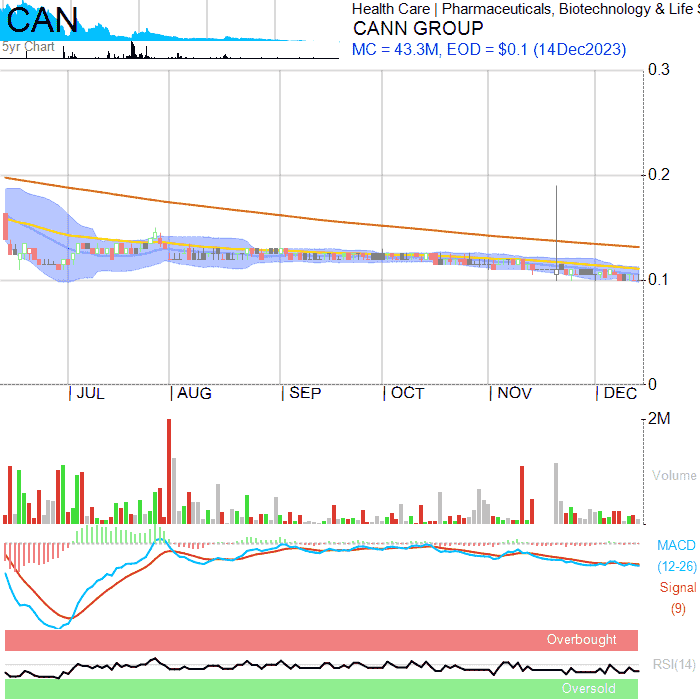 CAN
Health Care | Pharmaceuticals, Biotechnology & Life S
CANN GROUP
5yr Chart
MC = 43.3M, EOD = $0.1 (14Dec2023)
0.3
0.2
0.1
0
| JUL | AUG | SEP | OCT | NOV | DEC
2M
Volume
MACD
(12-26)
Signal
(9)
Overbought
RSI(14)
Oversold